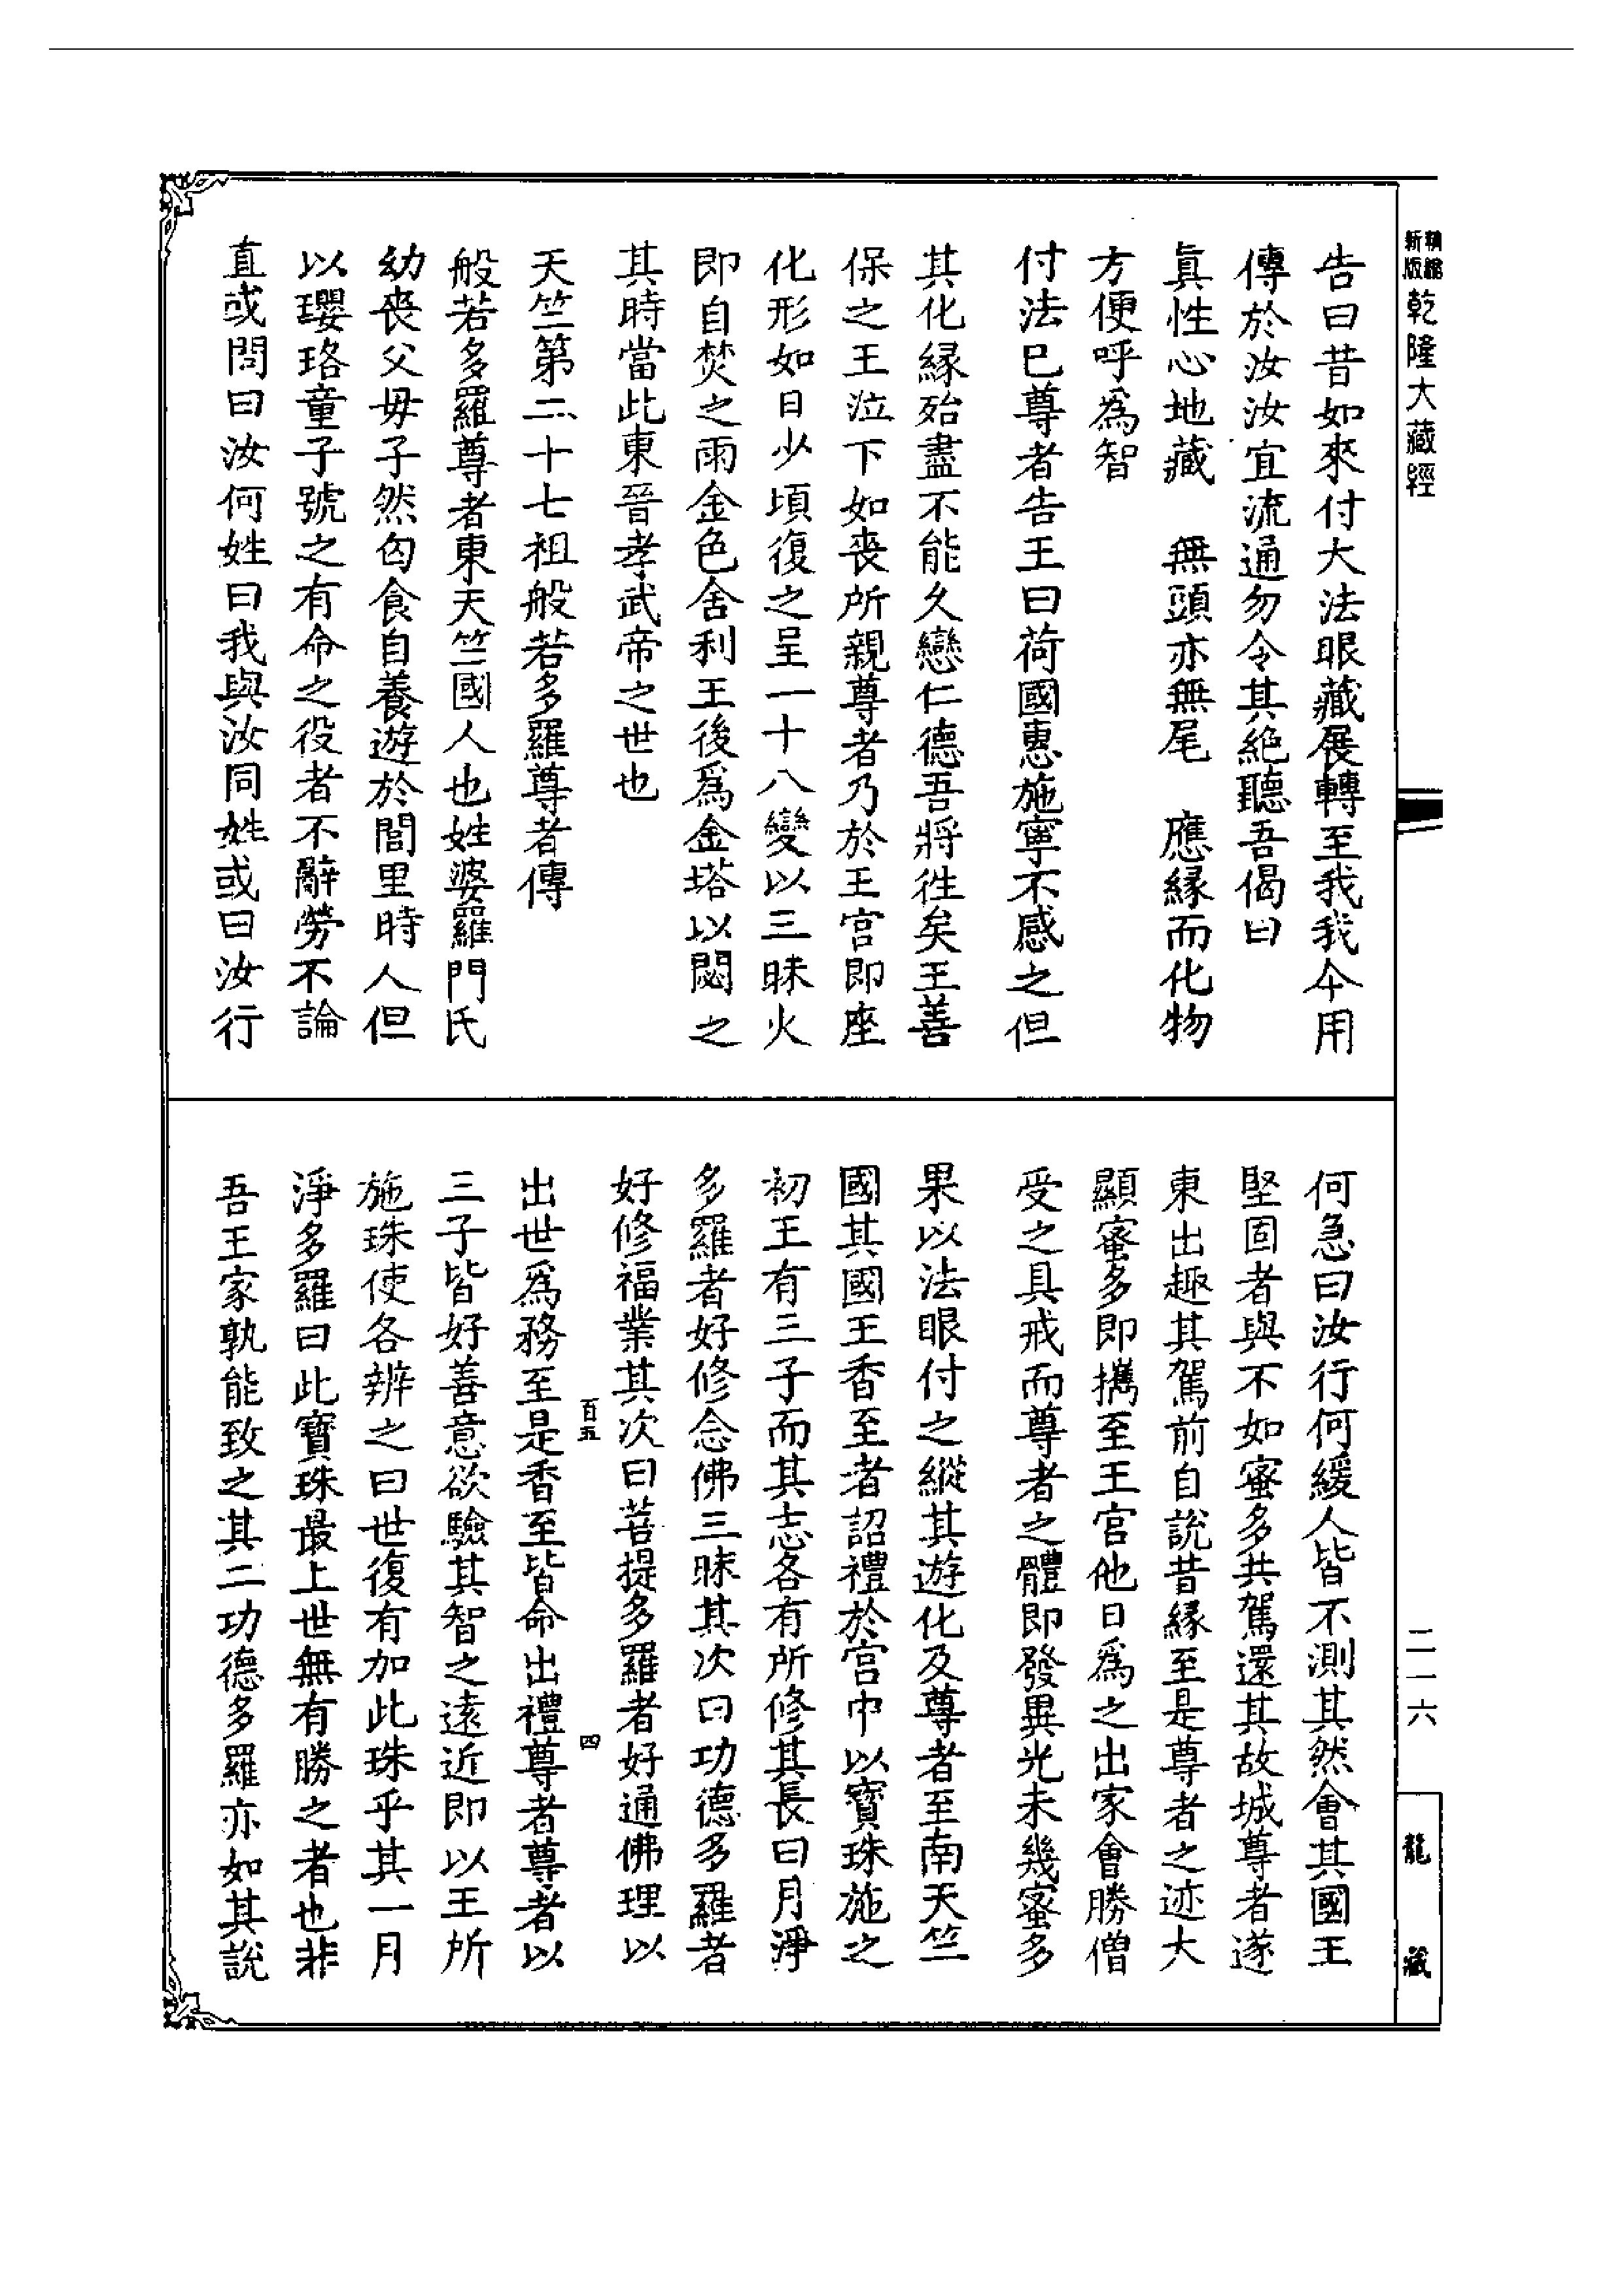 新編
縮版
乾隆大藏經
告曰昔如來付大法眼藏展轉至我我今用
傳於汝汝宜流通勿令其絕聽吾偈曰
眞性心地藏　無頭亦無尾　應緣而化物
方便呼爲智
付法已尊者告王曰荷國惠施寧不感之但
其化緣殆盡不能久戀仁德吾將徃矣王善
保之王泣下如喪所親尊者乃於王宮即座
化形如日少頃復之呈一十八變以三昧火
即自焚之雨金色舍利王後爲金塔以閟之
其時當此東晉孝武帝之世也
天竺第二十七祖般若多羅尊者傳
般若多羅尊者東天竺國人也姓婆羅門氏
幼喪父毋孑然匃食自養遊於閭里時人但
以瓔珞童子號之有命之役者不辭勞不論
直或問曰汝何姓曰我與汝同姓或曰汝行
何急曰汝行何緩人皆不測其然會其國王
堅固者與不如蜜多共駕還其故城尊者遂
東出趣其駕前自說昔緣至是尊者之迹大
顯蜜多即攜至王宮他日爲之出家會勝僧
受之具戒而尊者之體即發異光未幾蜜多
果以法眼付之縱其遊化及尊者至南天竺
國其國王香至者詔禮於宮中以寶珠施之
初王有三子而其志各有所修其長曰月淨
多羅者好修念佛三昧其次曰功德多羅者
好修福業其次曰菩提多羅者好通佛理以
百五
四
出世爲務至是香至皆命出禮尊者尊者以
三子皆好善意欲驗其智之遠近即以王所
施珠使各辨之曰世復有加此珠乎其一月
淨多羅曰此寶珠最上世無有勝之者也非
吾王家孰能致之其二功德多羅亦如其說
二一六
龍
藏